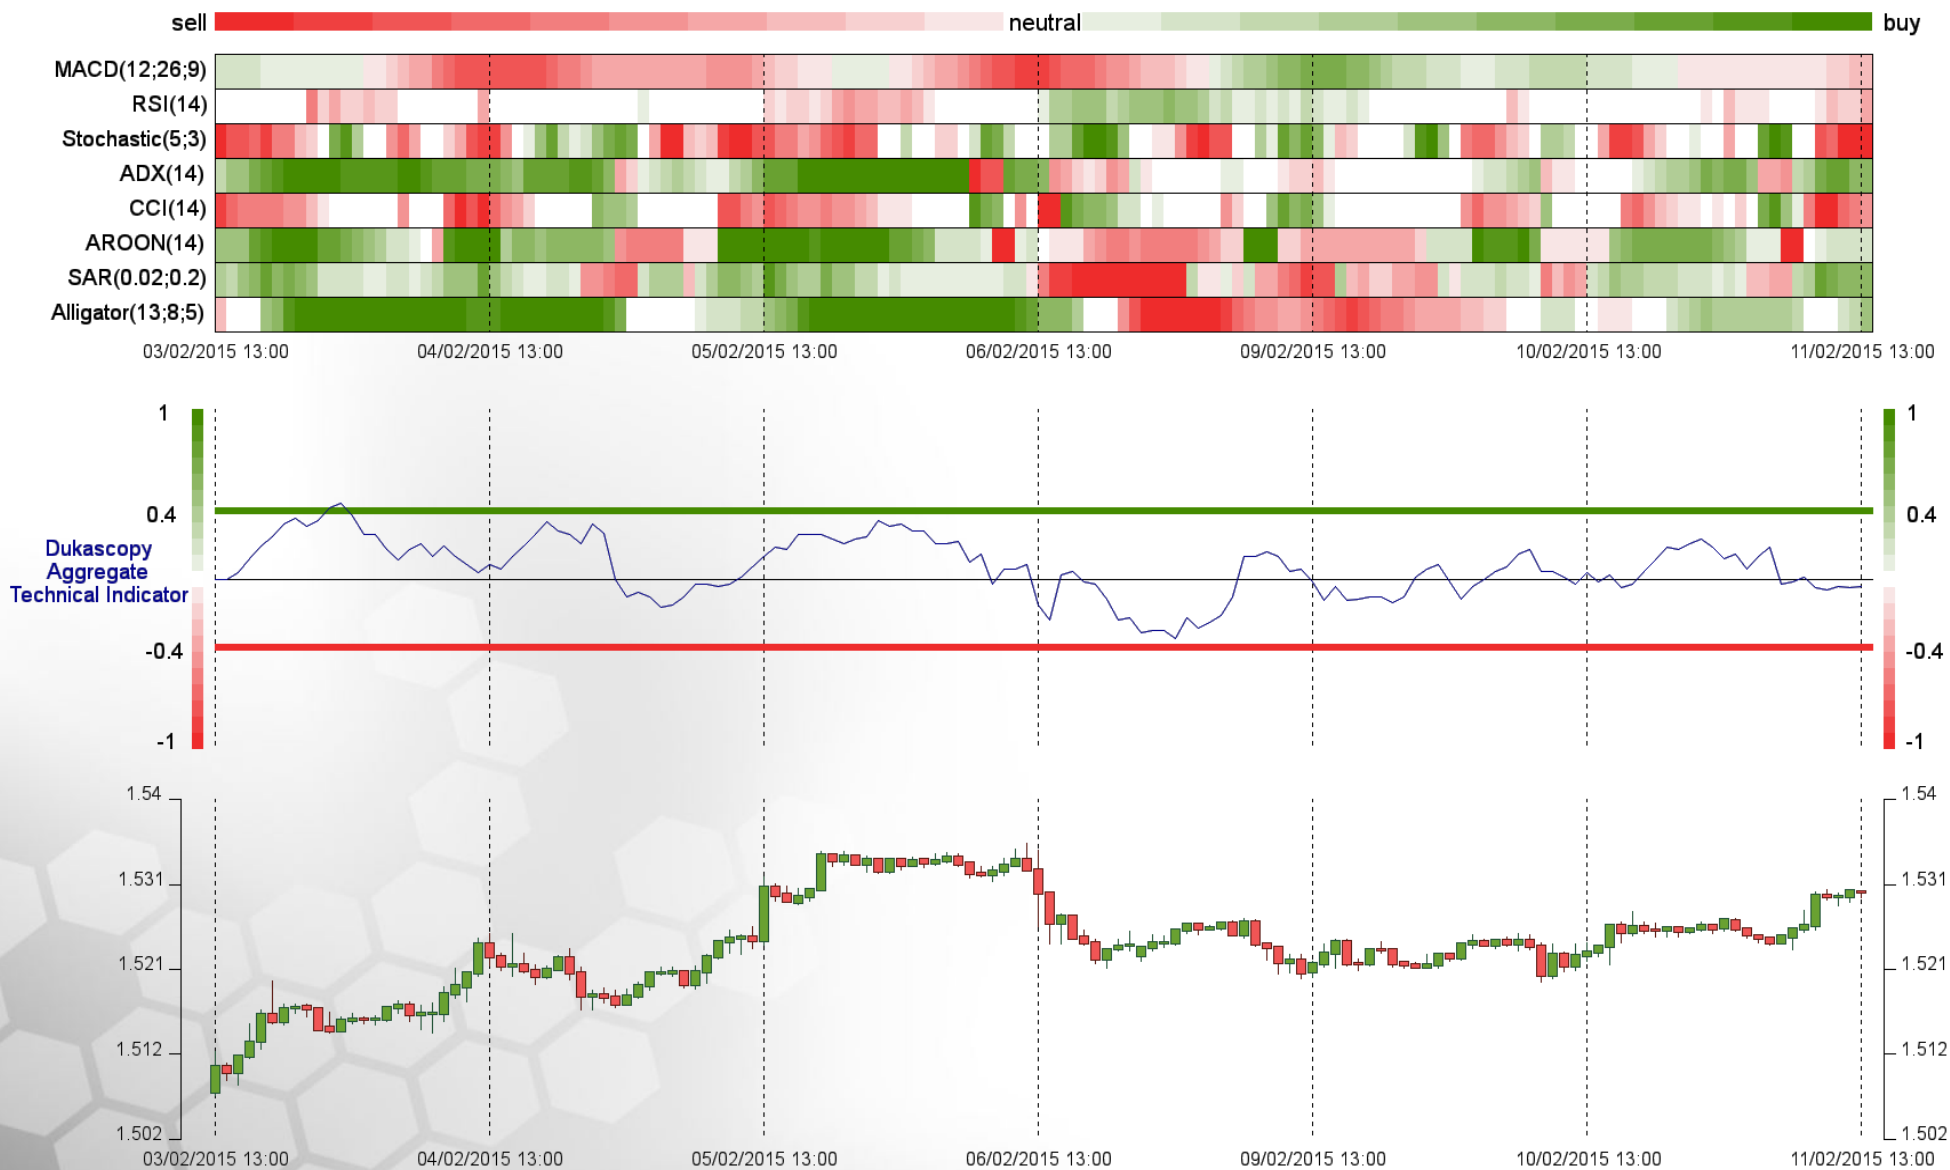 sell neutral buy
MACD(12;26;9)
RSI(14)
Stochastic(5;3)
ADX(14)
CCI(14)
AROON(14)
SAR(0.02;0.2)
Alligator(13;8;5)
03/02/2015 13:00 04/02/2015 13:00 05/02/2015 13:00 06/02/2015 13:00 09/02/2015 13:00 10/02/2015 13:00 11/02/2015 13:00
1 1
0.4 0.4
Dukascopy
Aggregate
Technical Indicator
-0.4 -0.4
-1 -1
1.54 1.54
1.531 1.531
1.521 1.521
1.512 1.512
1.502 1.502
03/02/2015 13:00 04/02/2015 13:00 05/02/2015 13:00 06/02/2015 13:00 09/02/2015 13:00 10/02/2015 13:00 11/02/2015 13:00